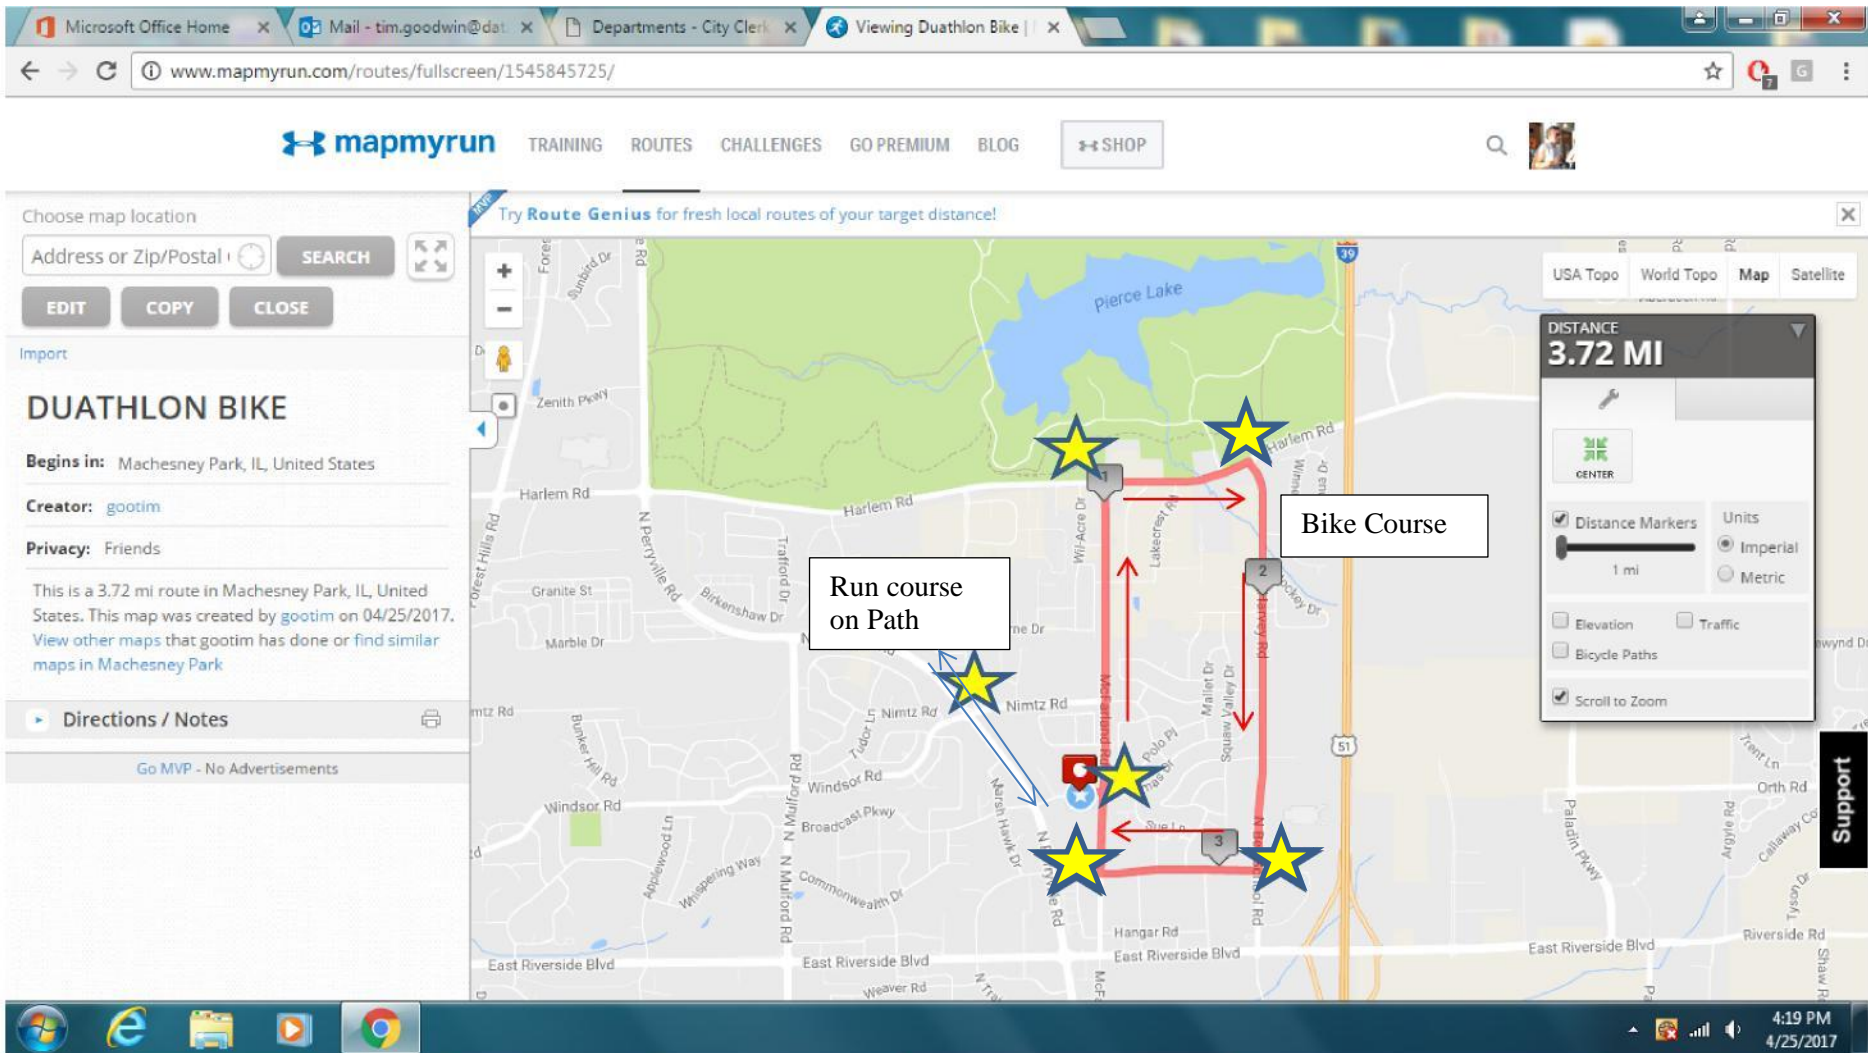 Microsoft Office Home
Mail - tim.goodwin@dat
Departments - City Clerk
Viewing Duathlon Bike |
www.mapmyrun.com/routes/fullscreen/1545845725/
7
G
mapmyrun
TRAINING
ROUTES
CHALLENGES
GO PREMIUM
BLOG
SHOP
Choose map location
Address or Zip/Postal
SEARCH
EDIT
COPY
CLOSE
Import
DUATHLON BIKE
Begins in: Machesney Park, IL, United States
Creator: gootim
Privacy: Friends
This is a 3.72 mi route in Machesney Park, IL, United
States. This map was created by gootim on 04/25/2017.
View other maps that gootim has done or find similar
maps in Machesney Park
Directions / Notes
Go MVP - No Advertisements
MVP
Try Route Genius for fresh local routes of your target distance!
USA Topo
World Topo
Map
Satellite
DISTANCE
3.72 MI
CENTER
Distance Markers
1 mi
Units
Imperial
Metric
Elevation
Traffic
Bicycle Paths
Scroll to Zoom
Support
Bike Course
Run course
on Path
Pierce Lake
39
51
Sunbird Dr
Zenith Pkwy
Harlem Rd
Harlem Rd
Harlem Rd
N Perryville Rd
Trafford Dr
Birkenshaw Dr
Granite St
Marble Dr
Wil-Acre Dr
Lakecrest Rd
1
2
3
Harvey Rd
McFarland Rd
Mallet Dr
Squaw Valley Dr
Polo Pl
Nimtz Rd
Nimtz Rd
Tudor Ln
Bunker Hill Rd
Windsor Rd
Windsor Rd
Broadcast Pkwy
N Mulford Rd
N Mulford Rd
Marsh Hawk Dr
Applewood Ln
Whispering Way
Commonwealth Dr
Sue Ln
Hangar Rd
East Riverside Blvd
East Riverside Blvd
East Riverside Blvd
East Riverside Blvd
Weaver Rd
Paladin Pkwy
Trent Ln
Orth Rd
Argyle Rd
Tyson Dr
Riverside Rd
4:19 PM
4/25/2017